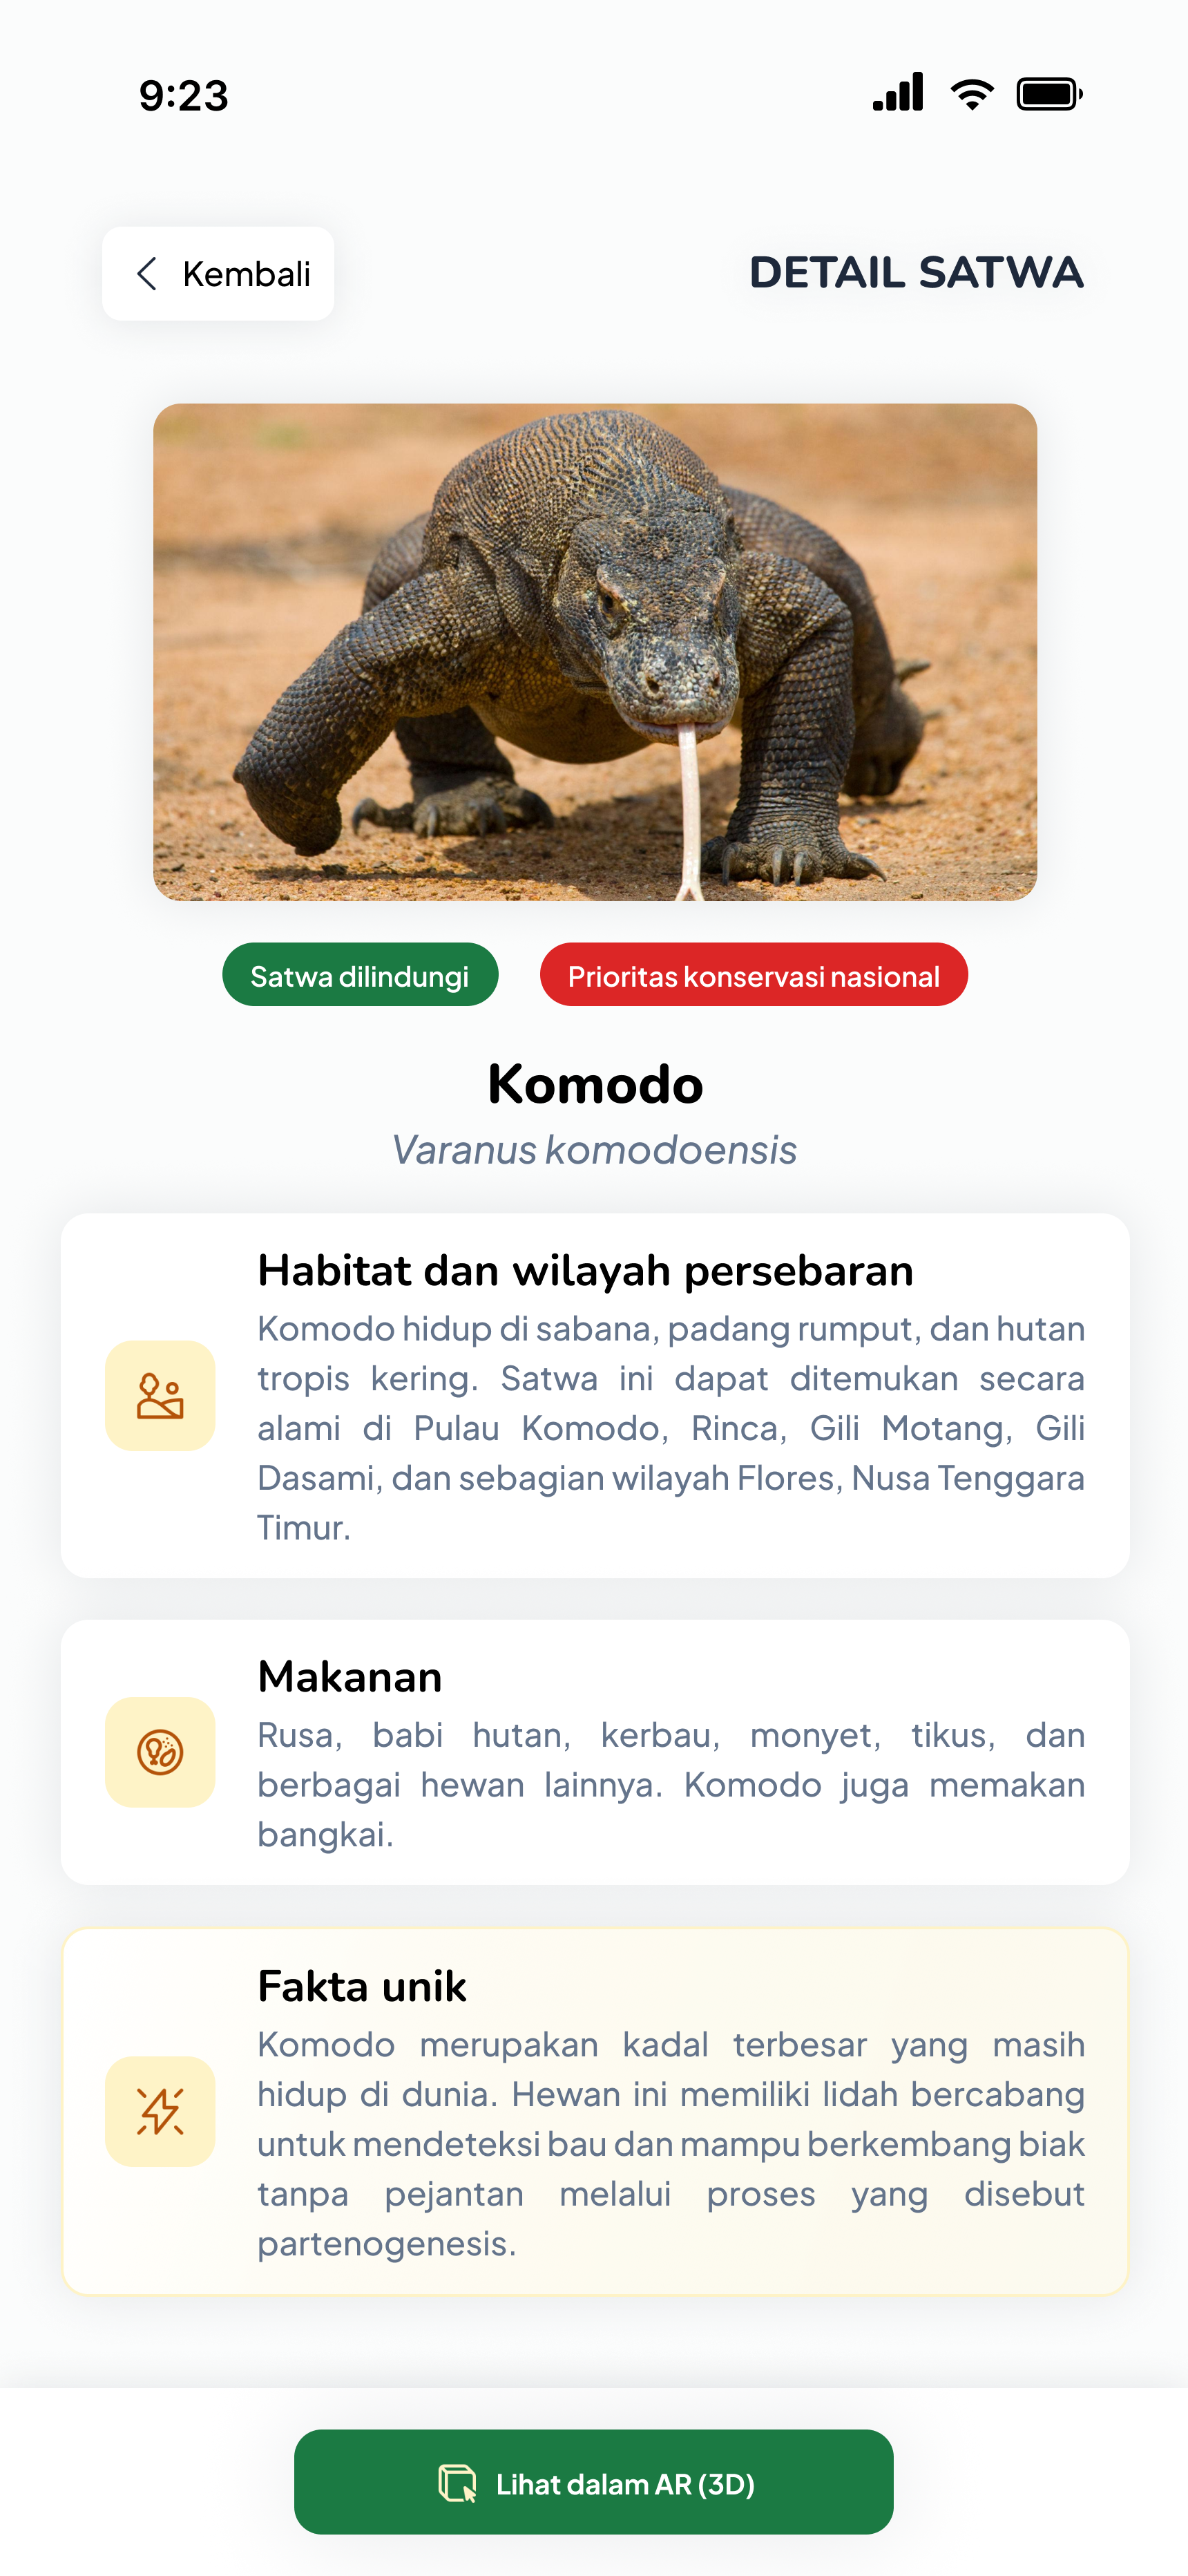 9:23
Kembali
DETAIL SATWA
Satwa dilindungi
Prioritas konservasi nasional
Komodo
Varanus komodoensis
Habitat dan wilayah persebaran
Komodo hidup di sabana, padang rumput, dan hutan
tropis kering. Satwa ini dapat ditemukan secara
alami di Pulau Komodo, Rinca, Gili Motang, Gili
Dasami, dan sebagian wilayah Flores, Nusa Tenggara
Timur.
Makanan
Rusa, babi hutan, kerbau, monyet, tikus, dan
berbagai hewan lainnya. Komodo juga memakan
bangkai.
Fakta unik
Komodo merupakan kadal terbesar yang masih
hidup di dunia. Hewan ini memiliki lidah bercabang
untuk mendeteksi bau dan mampu berkembang biak
tanpa pejantan melalui proses yang disebut
partenogenesis.
Lihat dalam AR (3D)